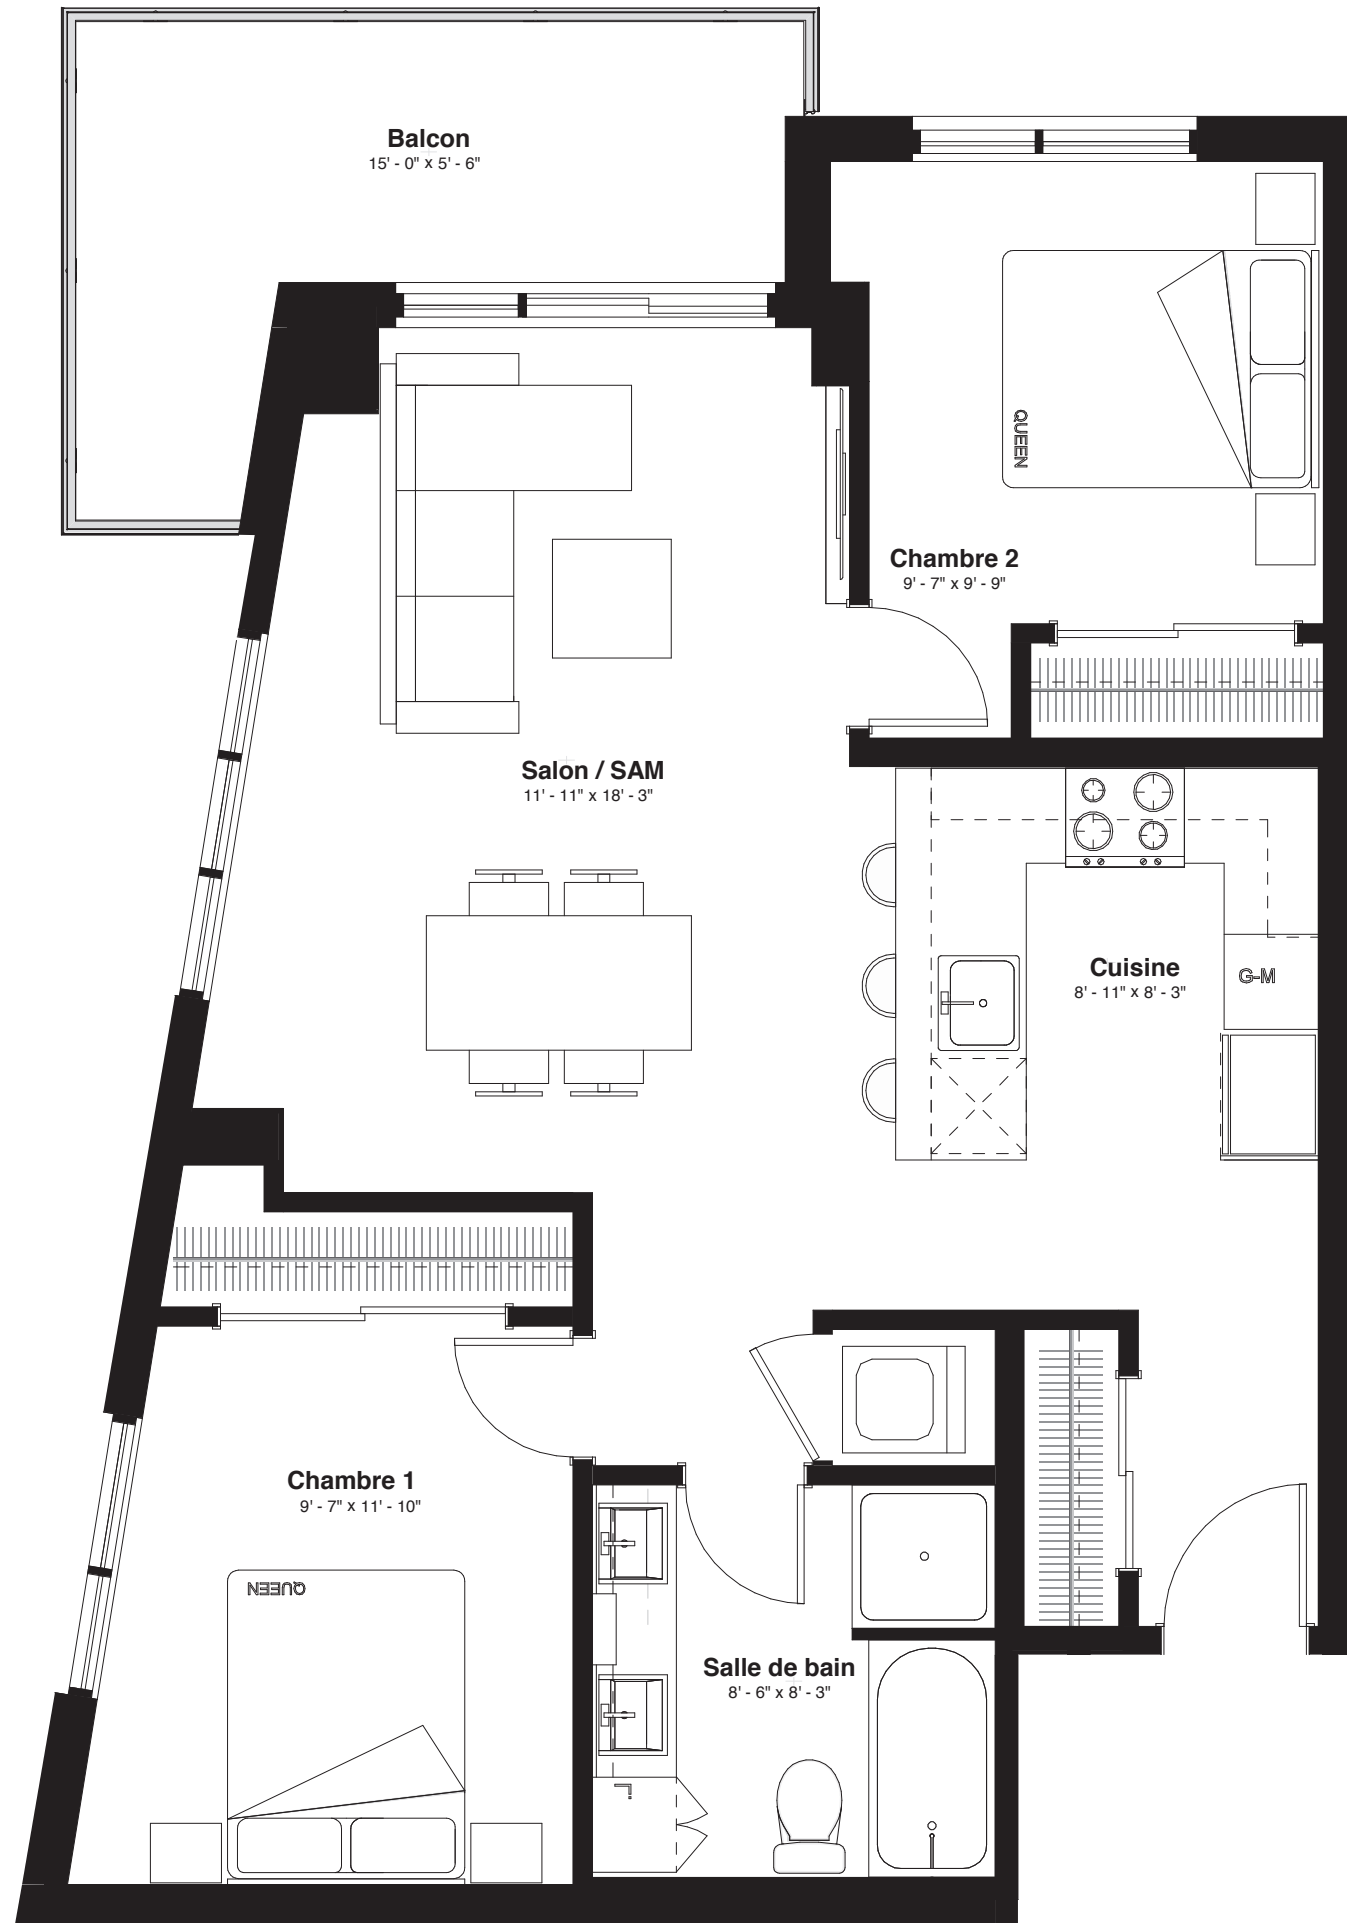 Balcon
15' - 0" x 5' - 6"
QUEEN
Chambre 2
9' - 7" x 9' - 9"
Salon / SAM
11' - 11" x 18' - 3"
Cuisine
8' - 11" x 8' - 3"
G-M
Chambre 1
9' - 7" x 11' - 10"
QUEEN
Salle de bain
8' - 6" x 8' - 3"
L